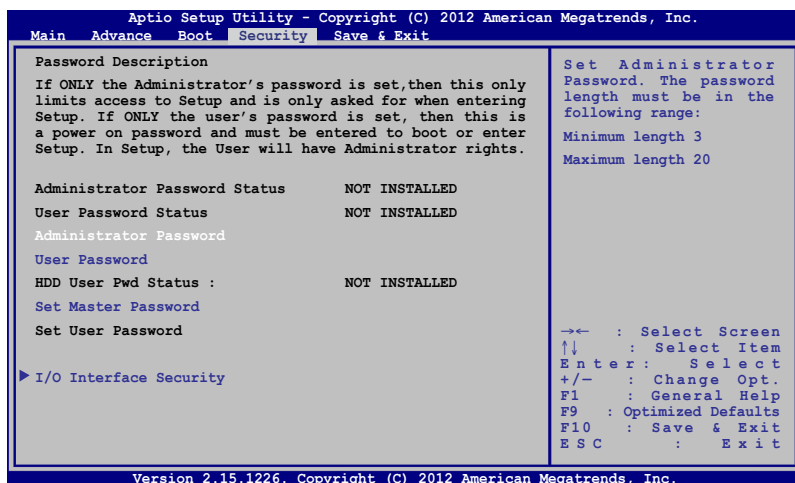 Aptio Setup Utility - Copyright (C) 2012 American Megatrends, Inc.
Main Advance Boot Security Save & Exit
Password Description
If ONLY the Administrator's password is set,then this only
limits access to Setup and is only asked for when entering
Setup. If ONLY the user's password is set, then this is
a power on password and must be entered to boot or enter
Setup. In Setup, the User will have Administrator rights.
Administrator Password Status NOT INSTALLED
User Password Status NOT INSTALLED
Administrator Password
User Password
HDD User Pwd Status : NOT INSTALLED
Set Master Password
Set User Password
I/O Interface Security
Set Administrator
Password. The password
length must be in the
following range:
Minimum length 3
Maximum length 20
→← : Select Screen
↑↓ : Select Item
Enter: Select
+/— : Change Opt.
F1 : General Help
F9 : Optimized Defaults
F10 : Save & Exit
ESC : Exit
Version 2.15.1226. Copyright (C) 2012 American Megatrends, Inc.